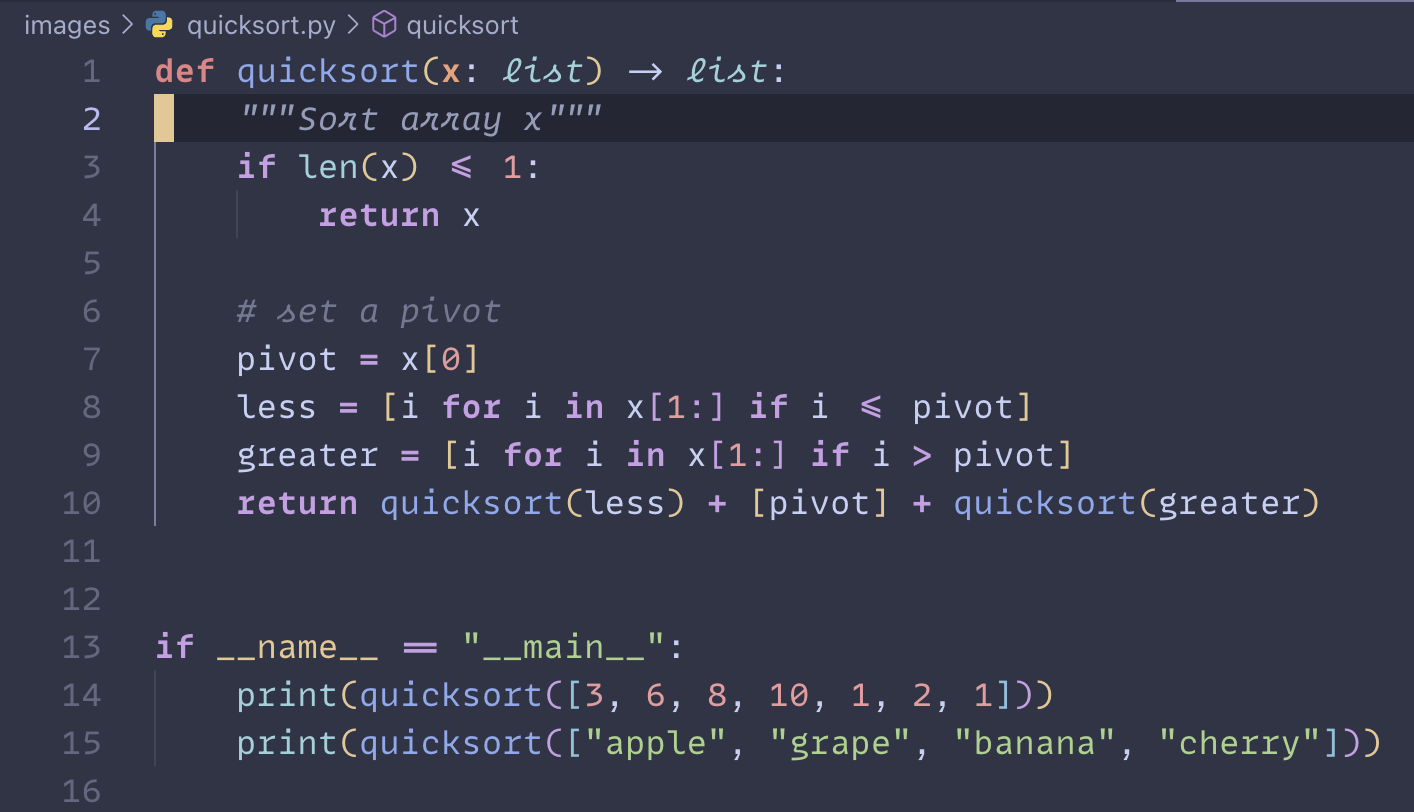 images > quicksort.py > quicksort
1 def quicksort(x: list) -> list:
2     """Sort array x"""
3     if len(x) <= 1:
4         return x
5
6     # set a pivot
7     pivot = x[0]
8     less = [i for i in x[1:] if i <= pivot]
9     greater = [i for i in x[1:] if i > pivot]
10     return quicksort(less) + [pivot] + quicksort(greater)
11
12
13 if __name__ == "__main__":
14     print(quicksort([3, 6, 8, 10, 1, 2, 1]))
15     print(quicksort(["apple", "grape", "banana", "cherry"]))
16